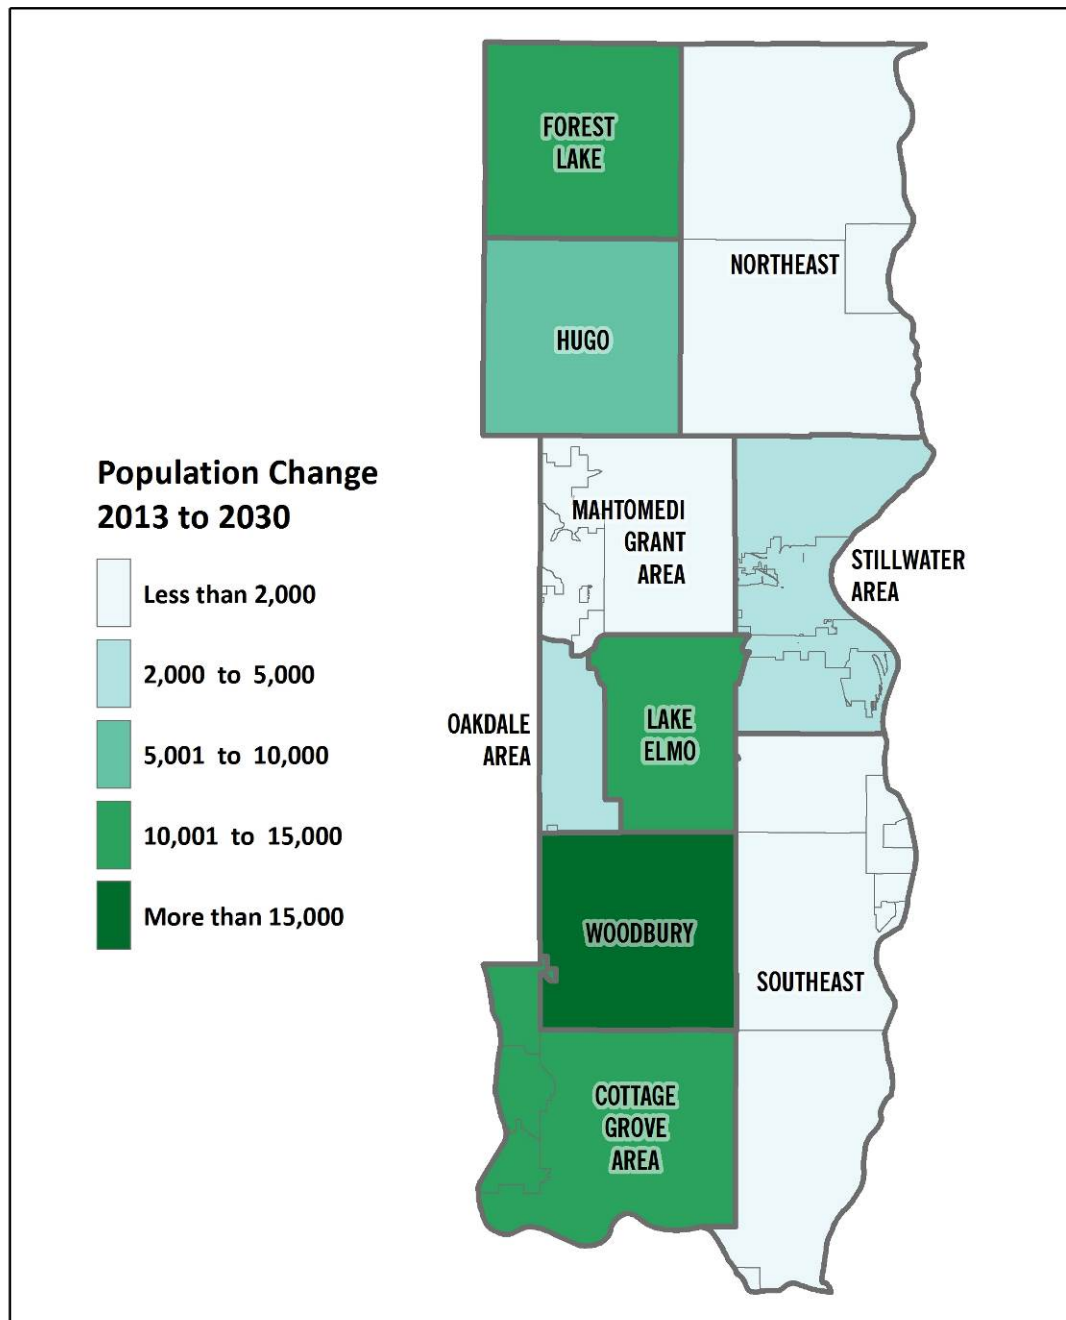 FOREST
LAKE
NORTHEAST
HUGO
Population Change
2013 to 2030
Less than 2,000
2,000 to 5,000
5,001 to 10,000
10,001 to 15,000
More than 15,000
MAHTOMEDI
GRANT
AREA
STILLWATER
AREA
OAKDALE
AREA
LAKE
ELMO
WOODBURY
SOUTHEAST
COTTAGE
GROVE
AREA